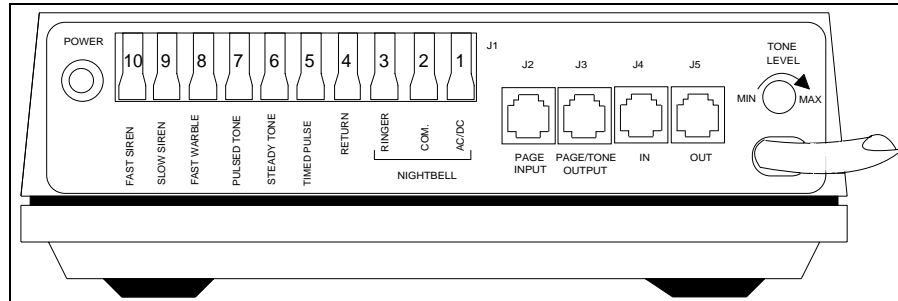 POWER
10 9 8 7 6 5 4 3 2 1
J1
FAST SIREN
SLOW SIREN
FAST WARBLE
PULSED TONE
STEADY TONE
TIMED PULSE
RETURN
RINGER
COM.
AC/DC
NIGHTBELL
J2 J3 J4 J5
PAGE
INPUT
PAGE/TONE
OUTPUT
IN
OUT
TONE
LEVEL
MIN MAX